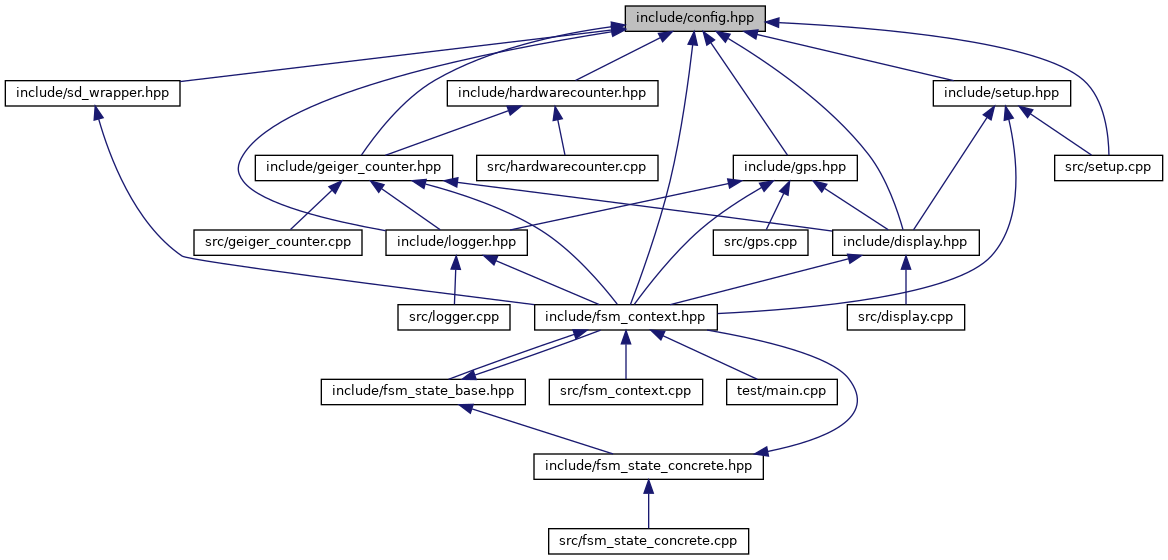 include/config.hpp
include/sd_wrapper.hpp
include/hardwarecounter.hpp
include/setup.hpp
include/geiger_counter.hpp
src/hardwarecounter.cpp
include/gps.hpp
src/setup.cpp
src/geiger_counter.cpp
include/logger.hpp
src/gps.cpp
include/display.hpp
src/logger.cpp
include/fsm_context.hpp
src/display.cpp
include/fsm_state_base.hpp
src/fsm_context.cpp
test/main.cpp
include/fsm_state_concrete.hpp
src/fsm_state_concrete.cpp